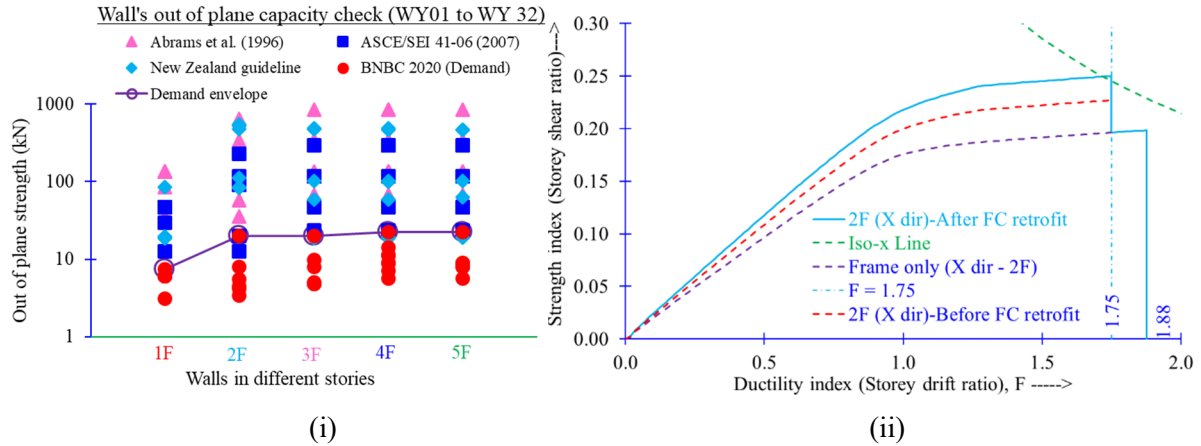 Wall's out of plane capacity check (WY01 to WY 32)
Abrams et al. (1996)
ASCE/SEI 41-06 (2007)
New Zealand guideline
BNBC 2020 (Demand)
Demand envelope
Out of plane strength (kN)
1000
100
10
1
1F
2F
3F
4F
5F
Walls in different stories
(i)
Strength index (Storey shear ratio)--->
0.30
0.25
0.20
0.15
0.10
0.05
0.00
2F (X dir)-After FC retrofit
Iso-x Line
Frame only (X dir - 2F)
F = 1.75
2F (X dir)-Before FC retrofit
1.75
1.88
0.0
0.5
1.0
1.5
2.0
Ductility index (Storey drift ratio), F ----->
(ii)